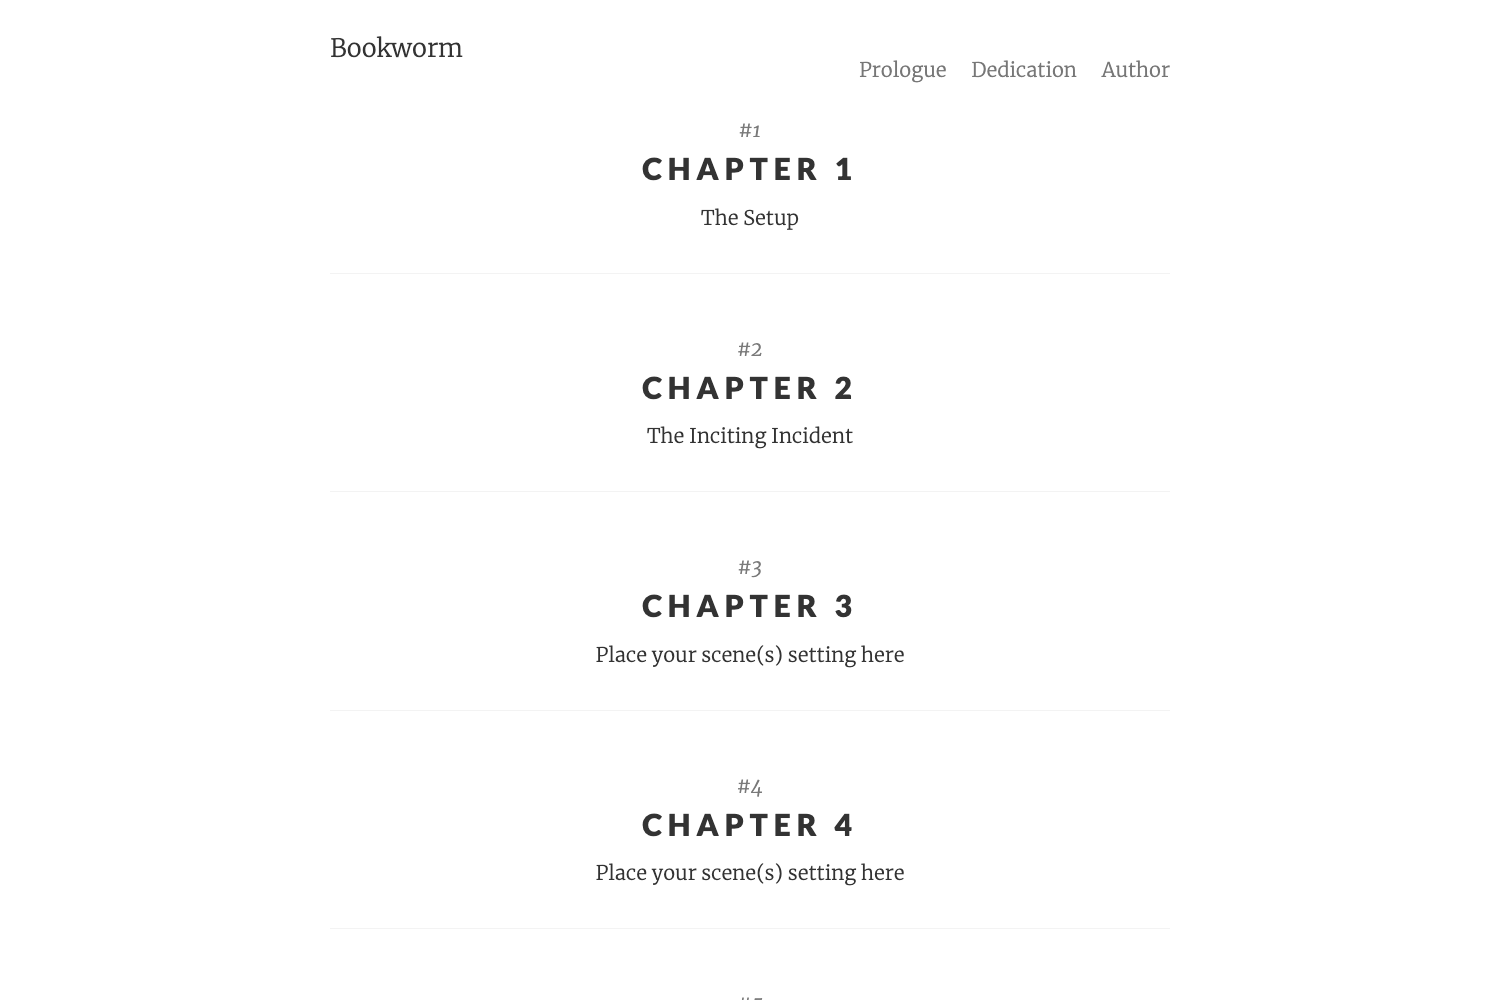 Bookworm
Prologue Dedication Author
#1
CHAPTER 1
The Setup
#2
CHAPTER 2
The Inciting Incident
#3
CHAPTER 3
Place your scene(s) setting here
#4
CHAPTER 4
Place your scene(s) setting here